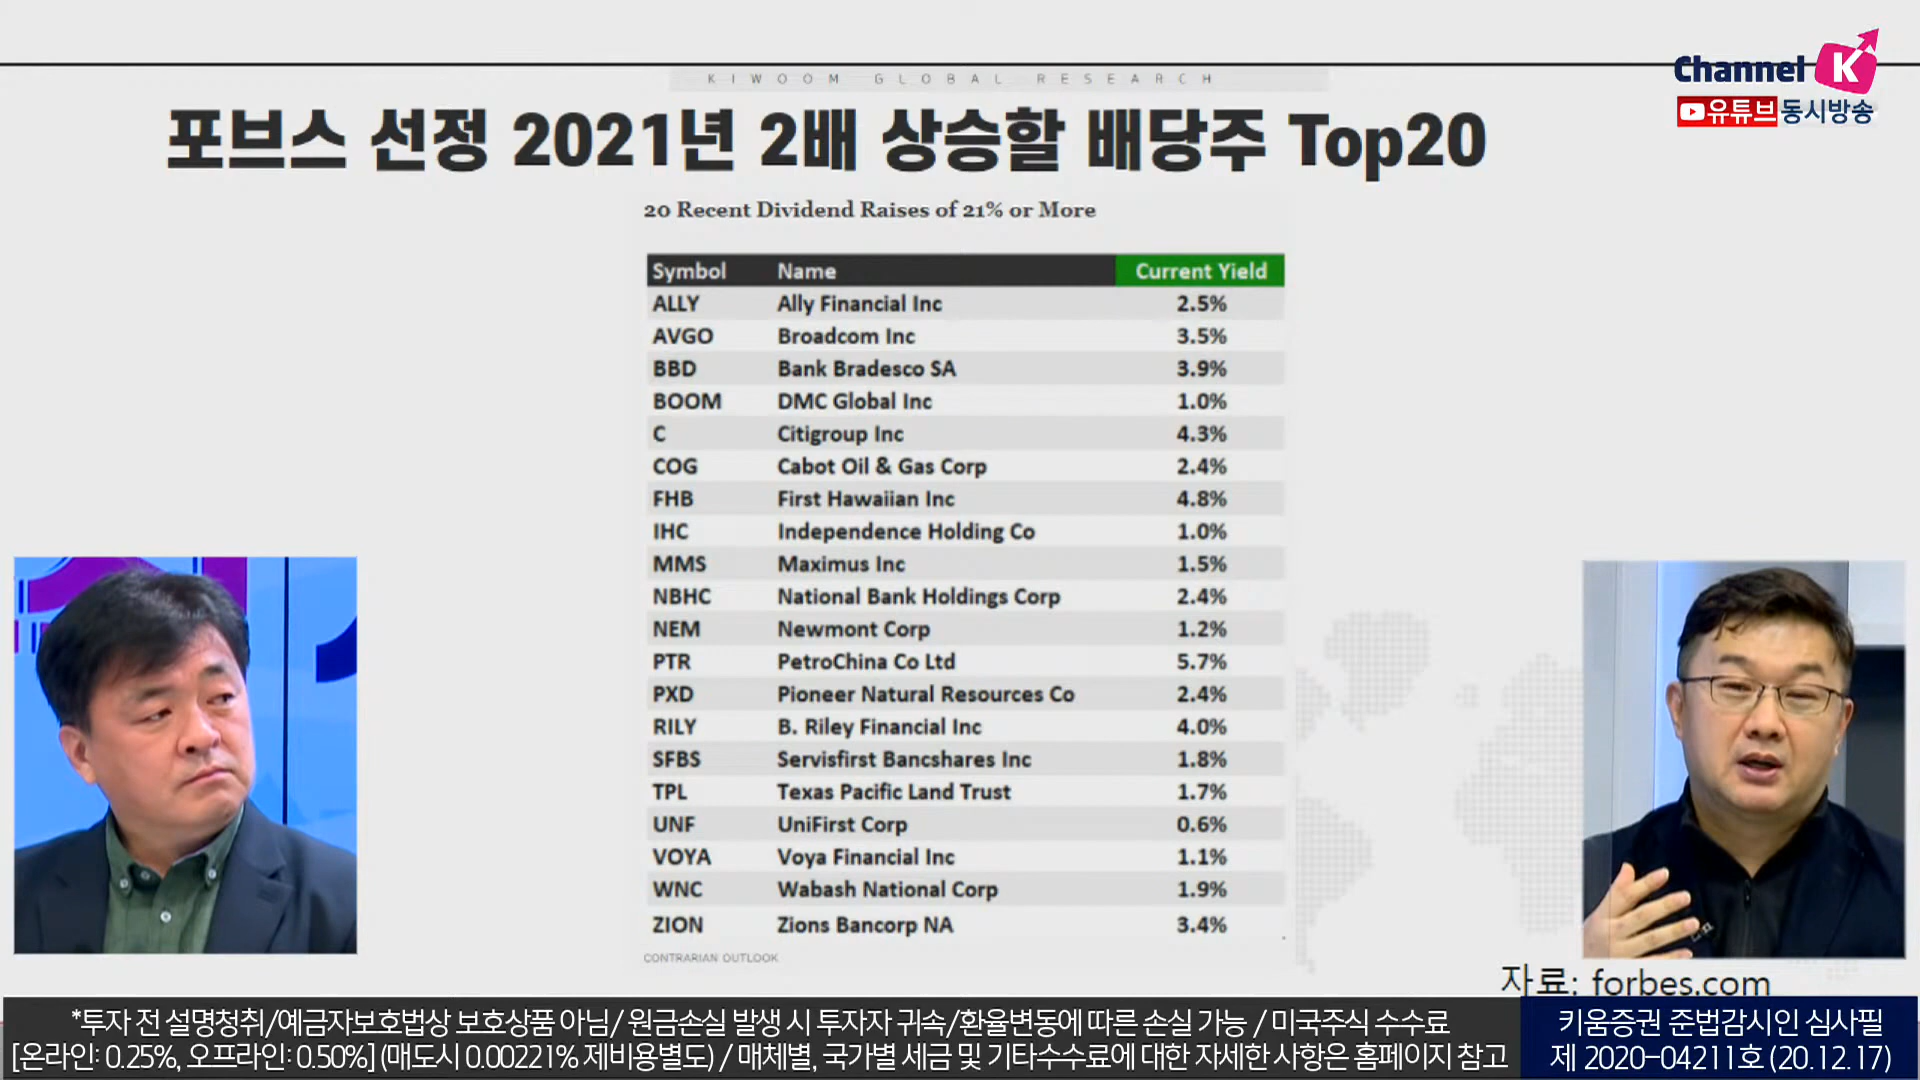 KIWOOM GLOBAL RESEARCH
Channel K
유튜브동시방송
포브스 선정 2021년 2배 상승할 배당주 Top20
20 Recent Dividend Raises of 21% or More
Symbol Name Current Yield
ALLY Ally Financial Inc 2.5%
AVGO Broadcom Inc 3.5%
BBD Bank Bradesco SA 3.9%
BOOM DMC Global Inc 1.0%
C Citigroup Inc 4.3%
COG Cabot Oil & Gas Corp 2.4%
FHB First Hawaiian Inc 4.8%
IHC Independence Holding Co 1.0%
MMS Maximus Inc 1.5%
NBHC National Bank Holdings Corp 2.4%
NEM Newmont Corp 1.2%
PTR PetroChina Co Ltd 5.7%
PXD Pioneer Natural Resources Co 2.4%
RILY B. Riley Financial Inc 4.0%
SFBS Servisfirst Bancshares Inc 1.8%
TPL Texas Pacific Land Trust 1.7%
UNF UniFirst Corp 0.6%
VOYA Voya Financial Inc 1.1%
WNC Wabash National Corp 1.9%
ZION Zions Bancorp NA 3.4%
CONTRARIAN OUTLOOK
자료: forbes.com
*투자 전 설명청취/예금자보호법상 보호상품 아님/ 원금손실 발생 시 투자자 귀속/환율변동에 따른 손실 가능 / 미국주식 수수료
[온라인: 0.25%, 오프라인: 0.50%] (매도시 0.00221% 제비용별도) / 매체별, 국가별 세금 및 기타수수료에 대한 자세한 사항은 홈페이지 참고
키움증권 준법감시인 심사필
제 2020-04211호 (20.12.17)